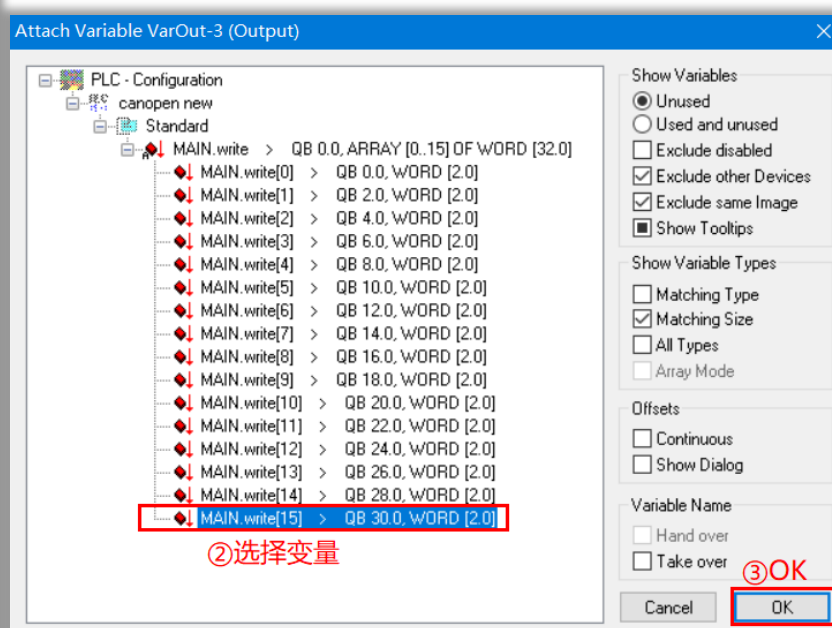 Attach Variable VarOut-3 (Output)
PLC - Configuration
canopen new
Standard
MAIN.write > QB 0.0, ARRAY [0..15] OF WORD [32.0]
MAIN.write[0] > QB 0.0, WORD [2.0]
MAIN.write[1] > QB 2.0, WORD [2.0]
MAIN.write[2] > QB 4.0, WORD [2.0]
MAIN.write[3] > QB 6.0, WORD [2.0]
MAIN.write[4] > QB 8.0, WORD [2.0]
MAIN.write[5] > QB 10.0, WORD [2.0]
MAIN.write[6] > QB 12.0, WORD [2.0]
MAIN.write[7] > QB 14.0, WORD [2.0]
MAIN.write[8] > QB 16.0, WORD [2.0]
MAIN.write[9] > QB 18.0, WORD [2.0]
MAIN.write[10] > QB 20.0, WORD [2.0]
MAIN.write[11] > QB 22.0, WORD [2.0]
MAIN.write[12] > QB 24.0, WORD [2.0]
MAIN.write[13] > QB 26.0, WORD [2.0]
MAIN.write[14] > QB 28.0, WORD [2.0]
MAIN.write[15] > QB 30.0, WORD [2.0]
②选择变量
Show Variables
Unused
Used and unused
Exclude disabled
Exclude other Devices
Exclude same Image
Show Tooltips
Show Variable Types
Matching Type
Matching Size
All Types
Array Mode
Offsets
Continuous
Show Dialog
Variable Name
Hand over
Take over
③OK
Cancel
OK